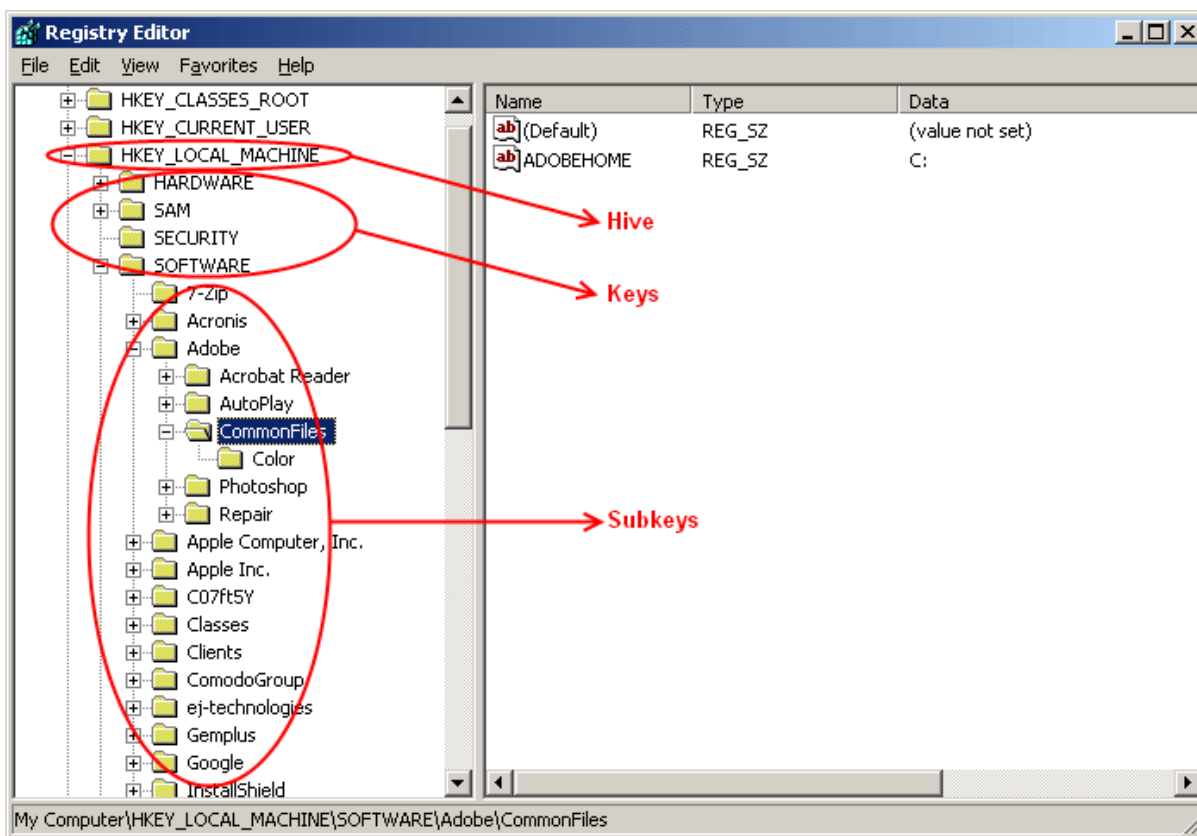 Registry Editor
File Edit View Favorites Help
HKEY_CLASSES_ROOT
HKEY_CURRENT_USER
HKEY_LOCAL_MACHINE
HARDWARE
SAM
SECURITY
SOFTWARE
7-Zip
Acronis
Adobe
Acrobat Reader
AutoPlay
CommonFiles
Color
Photoshop
Repair
Apple Computer, Inc.
Apple Inc.
C07ft5Y
Classes
Clients
ComodoGroup
ej-technologies
Gemplus
Google
InstallShield
Name Type Data
ab (Default) REG_SZ (value not set)
ab ADOBEHOME REG_SZ C:
Hive
Keys
Subkeys
My Computer\HKEY_LOCAL_MACHINE\SOFTWARE\Adobe\CommonFiles